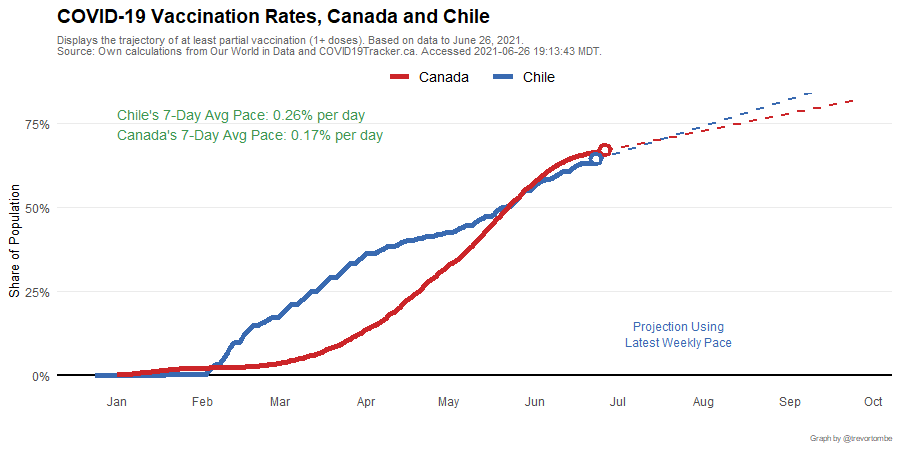 COVID-19 Vaccination Rates, Canada and Chile
Displays the trajectory of at least partial vaccination (1+ doses). Based on data to June 26, 2021.
Source: Own calculations from Our World in Data and COVID19Tracker.ca. Accessed 2021-06-26 19:13:43 MDT.
Canada Chile
Chile's 7-Day Avg Pace: 0.26% per day
Canada's 7-Day Avg Pace: 0.17% per day
75%
50%
25%
0%
Share of Population
Projection Using
Latest Weekly Pace
Jan Feb Mar Apr May Jun Jul Aug Sep Oct
Graph by @trevortombe